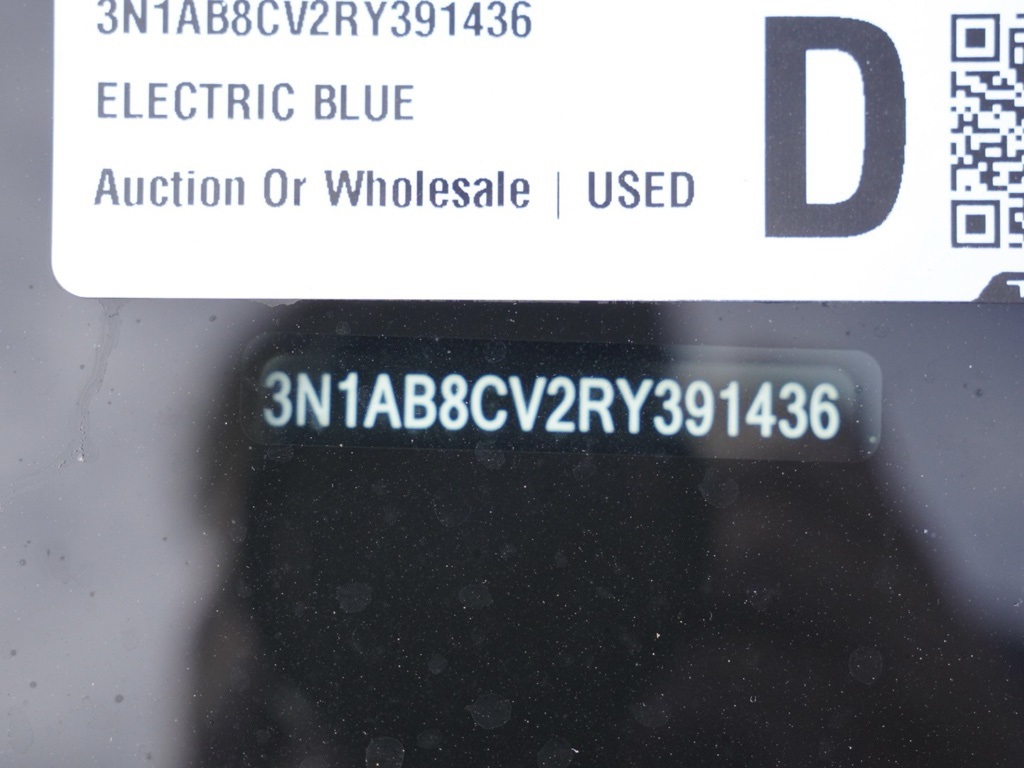 3N1AB8CV2RY391436
ELECTRIC BLUE
Auction Or Wholesale | USED
D
3N1AB8CV2RY391436